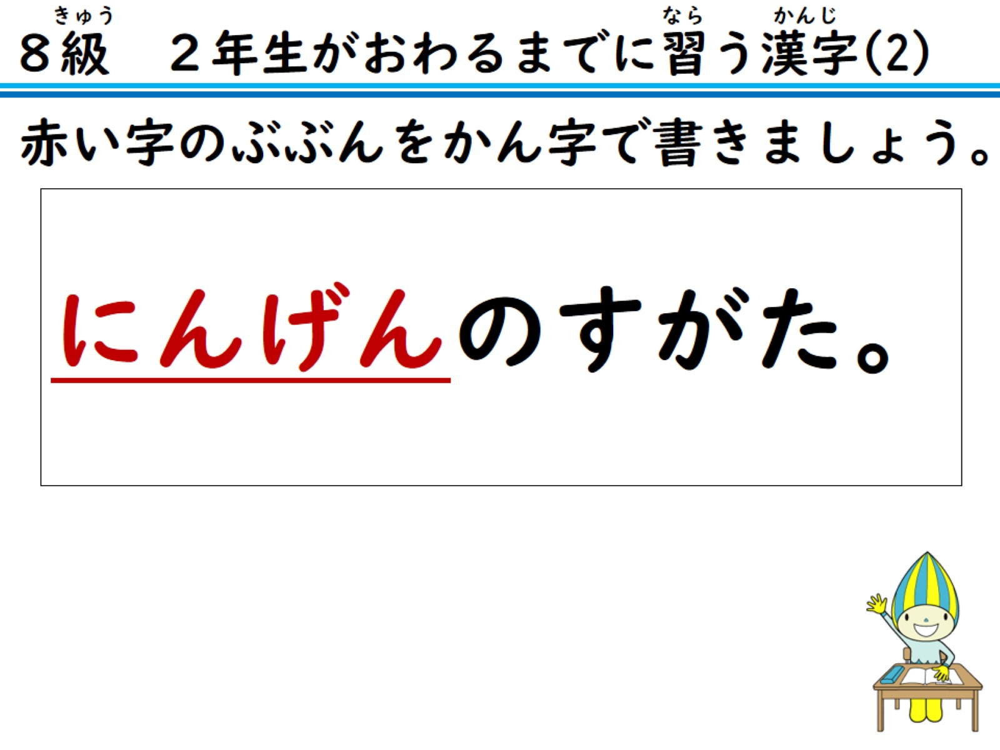 きゅう なら かんじ
８級　２年生がおわるまでに習う漢字(2)
赤い字のぶぶんをかん字で書きましょう。
にんげんのすがた。